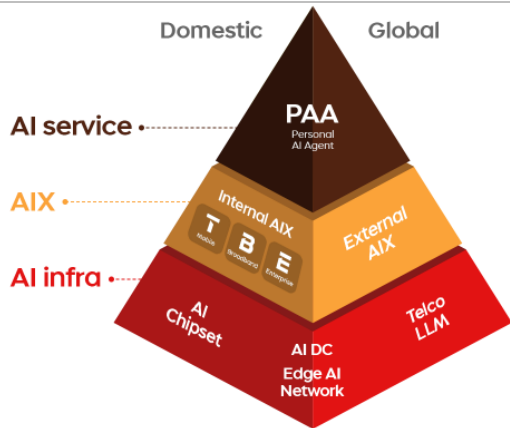 Domestic
Global
PAA
Personal
AI Agent
AI service
AIX
Internal AIX
T
Mobile
B
Broadband
E
Enterprise
External
AIX
AI infra
AI
Chipset
AI DC
Edge AI
Network
Telco
LLM